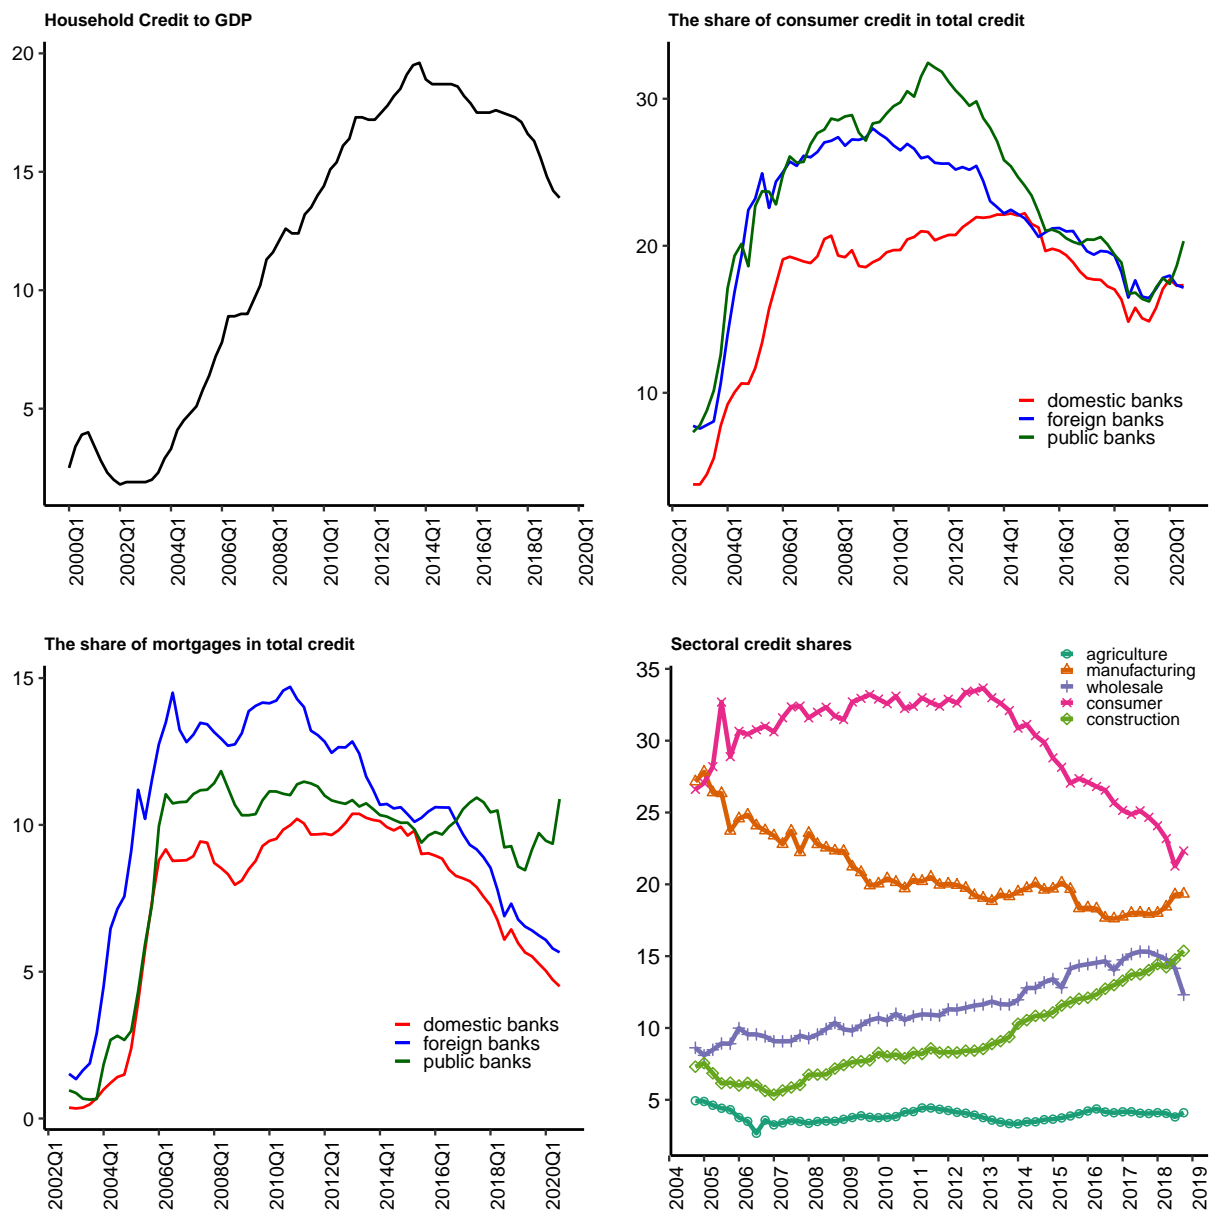 Household Credit to GDP
20
15
10
5
2000Q1
2002Q1
2004Q1
2006Q1
2008Q1
2010Q1
2012Q1
2014Q1
2016Q1
2018Q1
2020Q1
The share of consumer credit in total credit
30
20
10
domestic banks
foreign banks
public banks
2002Q1
2004Q1
2006Q1
2008Q1
2010Q1
2012Q1
2014Q1
2016Q1
2018Q1
2020Q1
The share of mortgages in total credit
15
10
5
0
domestic banks
foreign banks
public banks
2002Q1
2004Q1
2006Q1
2008Q1
2010Q1
2012Q1
2014Q1
2016Q1
2018Q1
2020Q1
Sectoral credit shares
agriculture
manufacturing
wholesale
consumer
construction
35
30
25
20
15
10
5
2004
2005
2006
2007
2008
2009
2010
2011
2012
2013
2014
2015
2016
2017
2018
2019